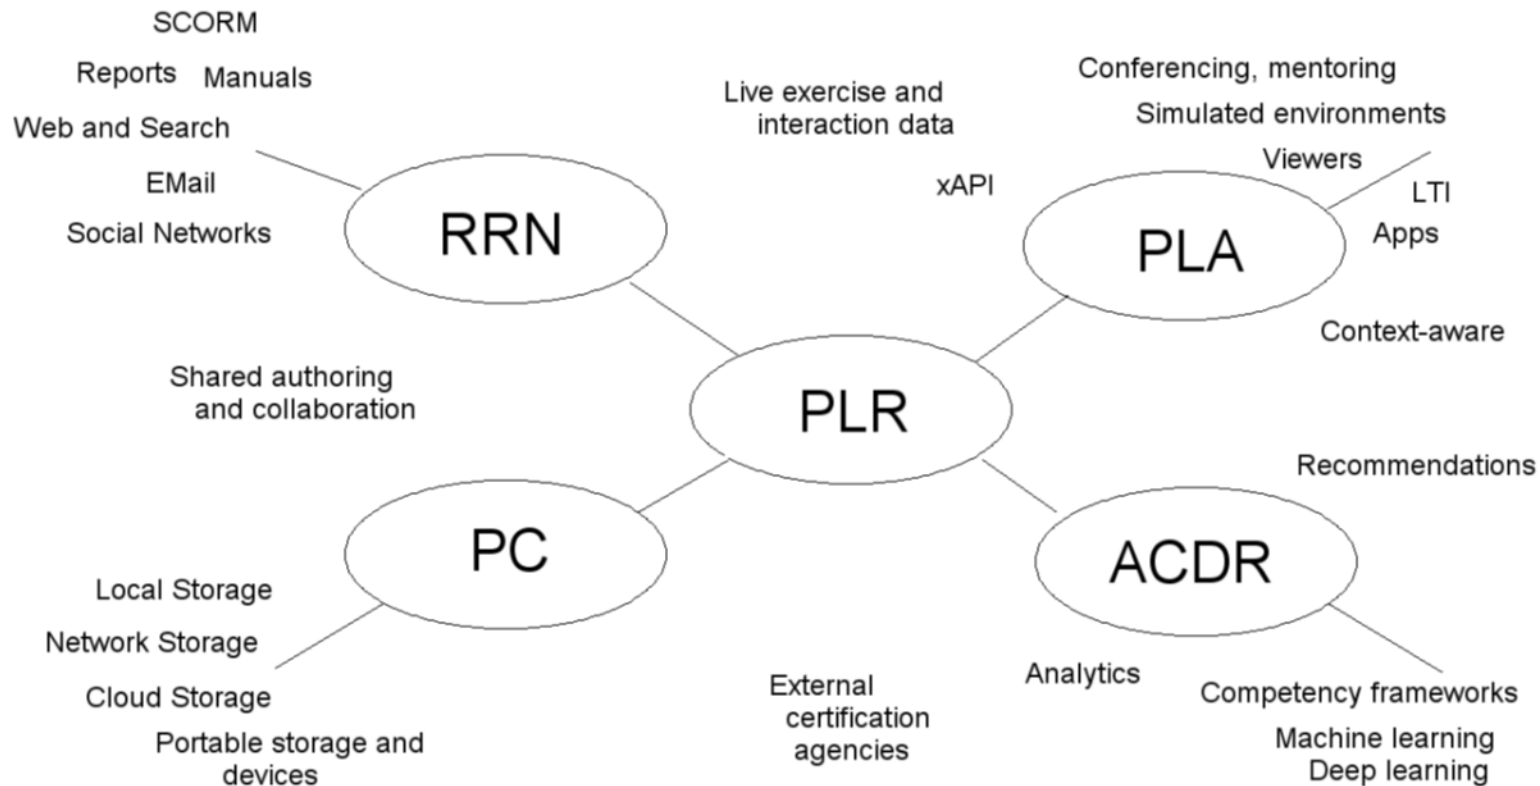 SCORM
Reports
Manuals
Web and Search
EMail
Social Networks
RRN
Live exercise and
interaction data
xAPI
Conferencing, mentoring
Simulated environments
Viewers
LTI
Apps
PLA
Context-aware
Shared authoring
and collaboration
PLR
Recommendations
PC
ACDR
Local Storage
Network Storage
Cloud Storage
Portable storage and
devices
External
certification
agencies
Analytics
Competency frameworks
Machine learning
Deep learning